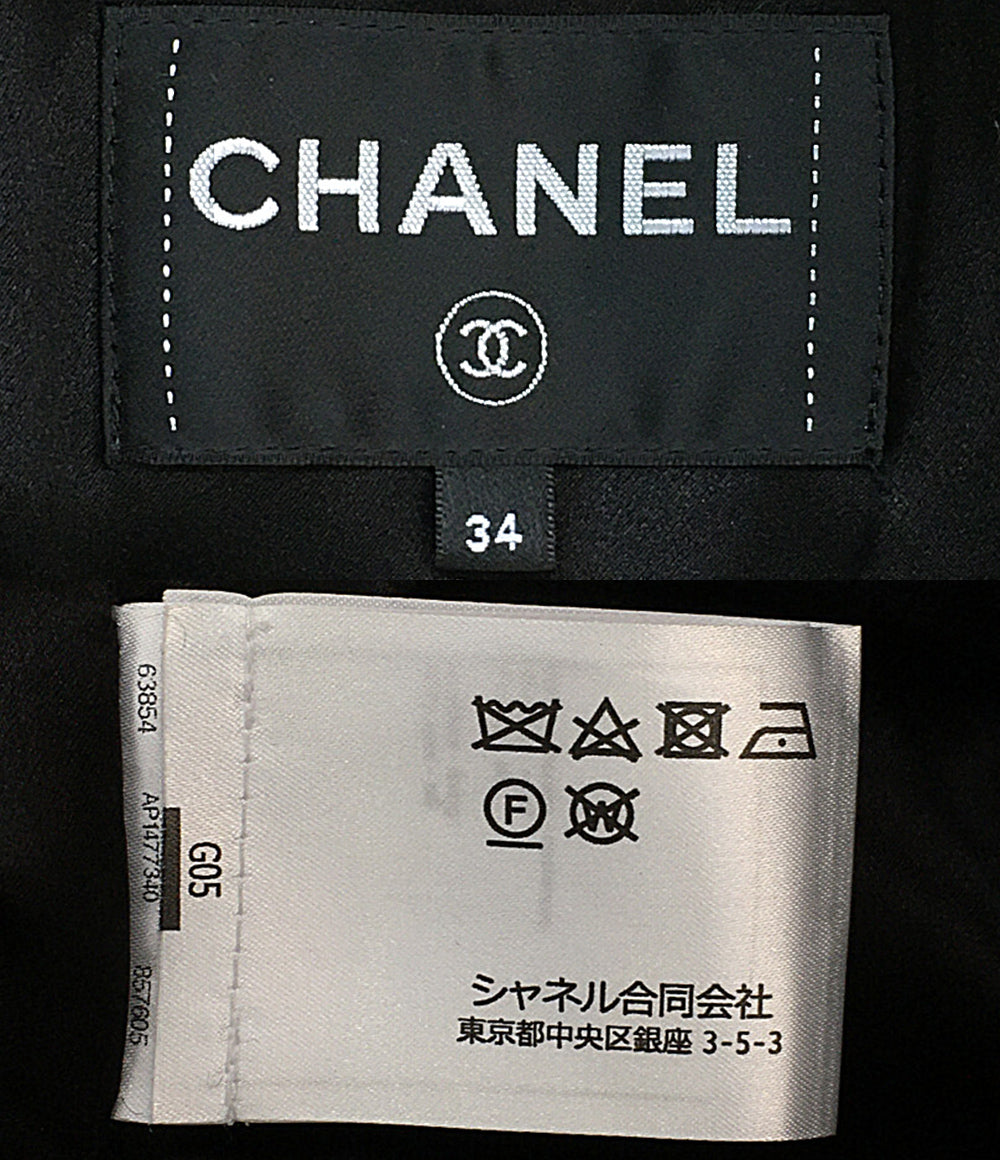 CHANEL
34
63854 AP1477340 857605
G05
F
W
シャネル合同会社
東京都中央区銀座 3-5-3